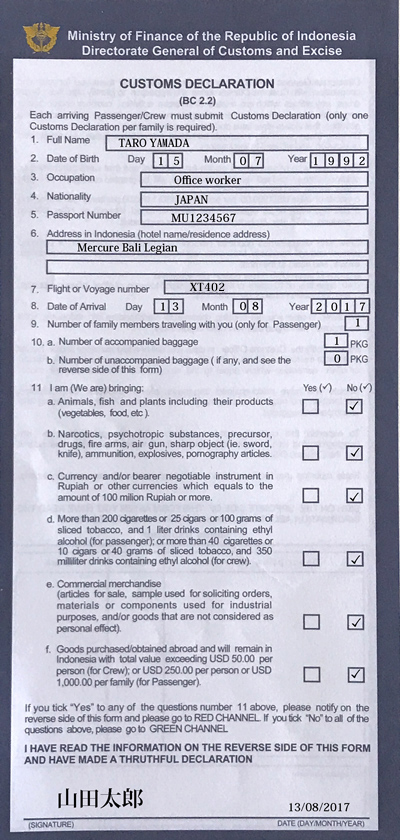 Ministry of Finance of the Republic of Indonesia
Directorate General of Customs and Excise
CUSTOMS DECLARATION
(BC 2.2)
Each arriving Passenger/Crew must submit Customs Declaration (only one
Customs Declaration per family is required).
1. Full Name TARO YAMADA
2. Date of Birth Day 15 Month 07 Year 1992
3. Occupation Office worker
4. Nationality JAPAN
5. Passport Number MU1234567
6. Address in Indonesia (hotel name/residence address)
Mercure Bali Legian
7. Flight or Voyage number XT402
8. Date of Arrival Day 13 Month 08 Year 2017
9. Number of family members traveling with you (only for Passenger) 1
10. a. Number of accompanied baggage 1 PKG
b. Number of unaccompanied baggage ( if any, and see the 0 PKG
reverse side of this form)
11 I am (We are) bringing: Yes (✓) No (✓)
a. Animals, fish and plants including their products
(vegetables, food, etc ). ✓
b. Narcotics, psychotropic substances, precursor,
drugs, fire arms, air gun, sharp object (ie. sword,
knife), ammunition, explosives, pornography articles. ✓
c. Currency and/or bearer negotiable instrument in
Rupiah or other currencies which equals to the
amount of 100 milion Rupiah or more. ✓
d. More than 200 cigarettes or 25 cigars or 100 grams of
sliced tobacco, and 1 liter drinks containing ethyl
alcohol (for passenger); or more than 40 cigarettes or
10 cigars or 40 grams of sliced tobacco, and 350
milliliter drinks containing ethyl alcohol (for crew). ✓
e. Commercial merchandise
(articles for sale, sample used for soliciting orders,
materials or components used for industrial
purposes, and/or goods that are not considered as
personal effect). ✓
f. Goods purchased/obtained abroad and will remain in
Indonesia with total value exceeding USD 50.00 per
person (for Crew); or USD 250.00 per person or USD
1,000.00 per family (for Passenger). ✓
If you tick "Yes" to any of the questions number 11 above, please notify on the
reverse side of this form and please go to RED CHANNEL. If you tick "No" to all of the
questions above, please go to GREEN CHANNEL
I HAVE READ THE INFORMATION ON THE REVERSE SIDE OF THIS FORM
AND HAVE MADE A THRUTHFUL DECLARATION
山田太郎 13/08/2017
(SIGNATURE) DATE (DAY/MONTH/YEAR)